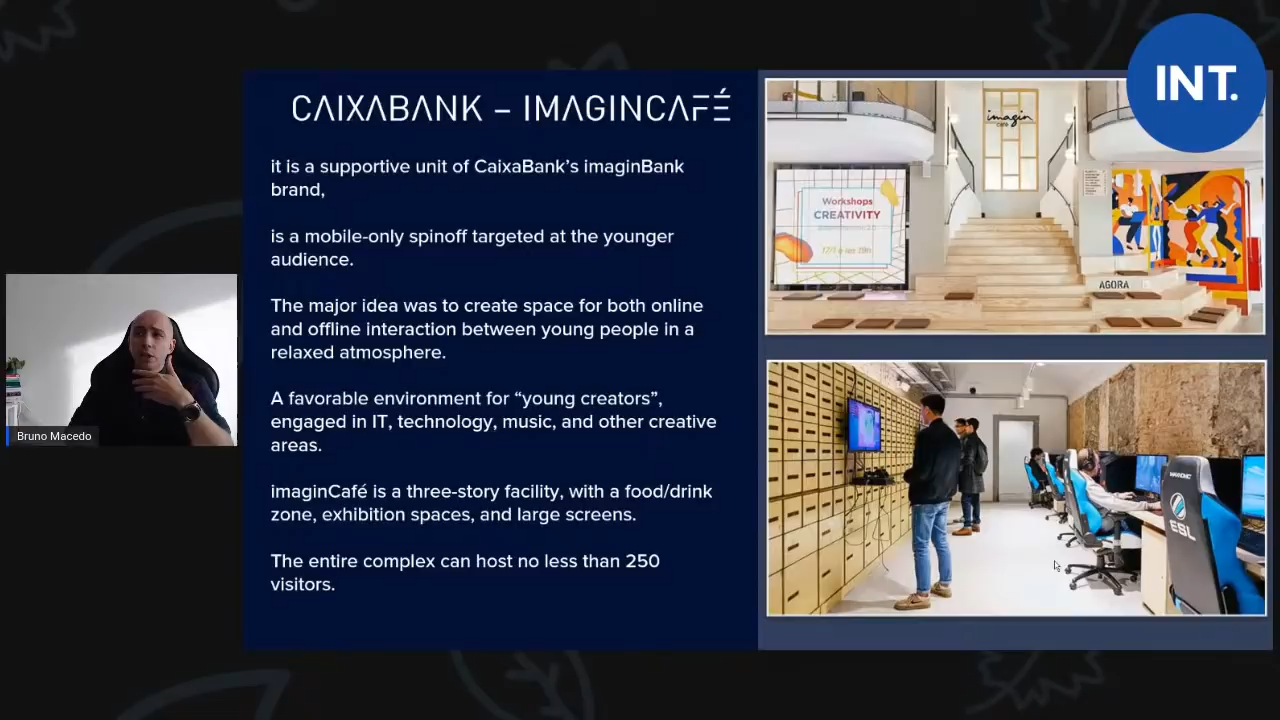 INT.
CAIXABANK – IMAGINCAFÉ
it is a supportive unit of CaixaBank's imaginBank
brand,
is a mobile-only spinoff targeted at the younger
audience.
The major idea was to create space for both online
and offline interaction between young people in a
relaxed atmosphere.
A favorable environment for “young creators”,
engaged in IT, technology, music, and other creative
areas.
imaginCafé is a three-story facility, with a food/drink
zone, exhibition spaces, and large screens.
The entire complex can host no less than 250
visitors.
imagin
café
Workshops
CREATIVITY
AGORA
ESL
Bruno Macedo